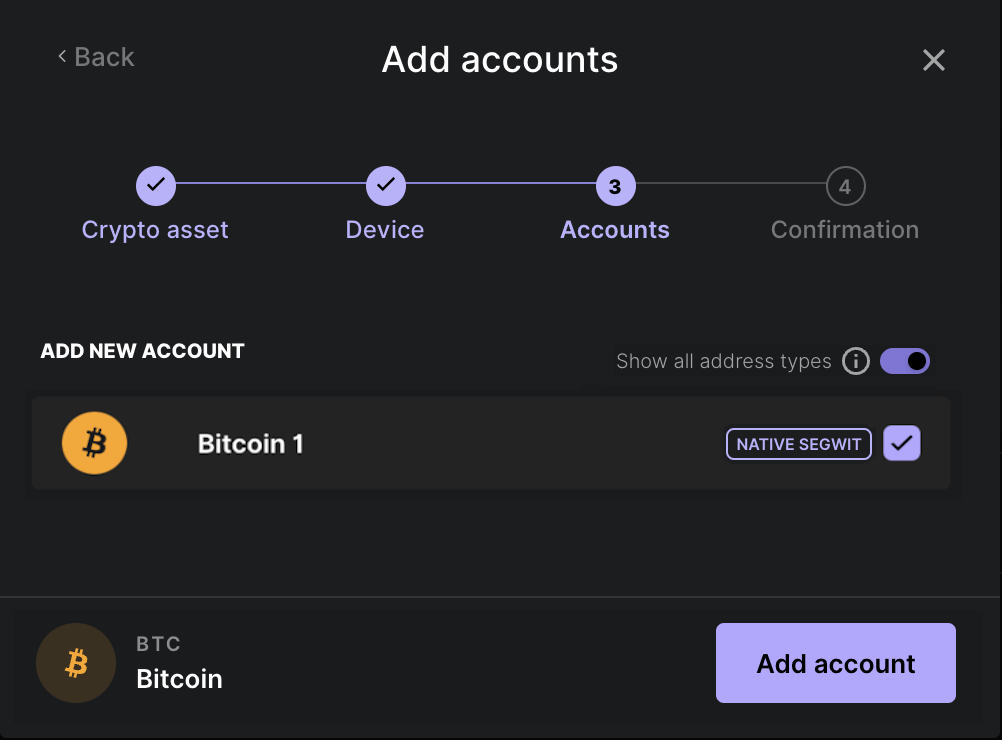 Back
Add accounts
3
4
Crypto asset
Device
Accounts
Confirmation
ADD NEW ACCOUNT
Show all address types
Bitcoin 1
NATIVE SEGWIT
BTC
Bitcoin
Add account